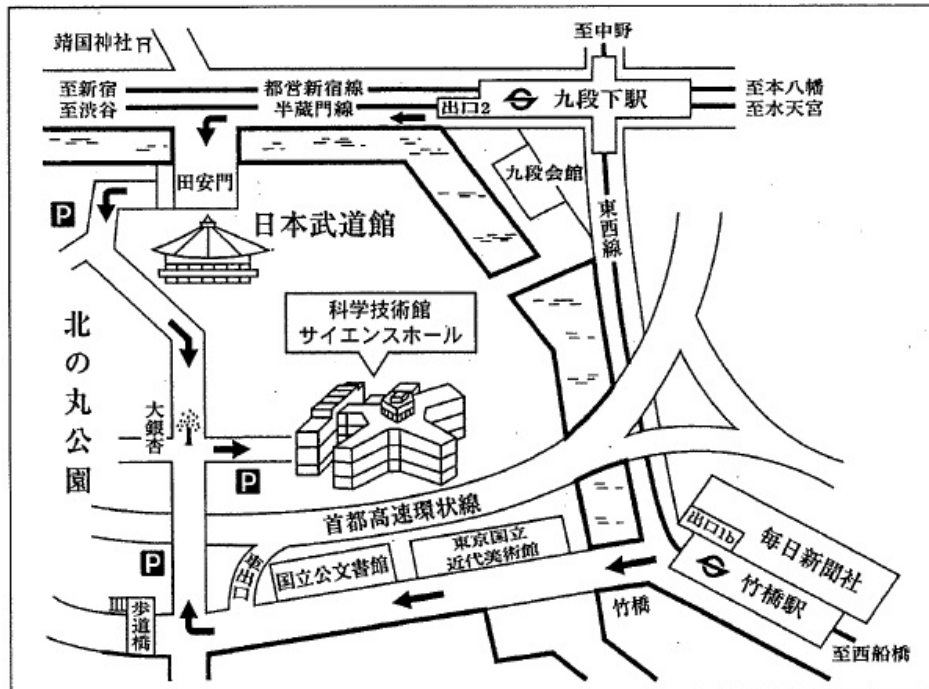 至中野
靖国神社
至新宿
都営新宿線
九段下駅
至本八幡
至渋谷
半蔵門線
出口2
至水天宮
田安門
九段会館
P
日本武道館
東西線
科学技術館
サイエンスホール
北の丸公園
大銀杏
P
首都高速環状線
出口1b
毎日新聞社
東京国立
近代美術館
国立公文書館
車出口
P
竹橋駅
竹橋
歩道橋
至西船橋